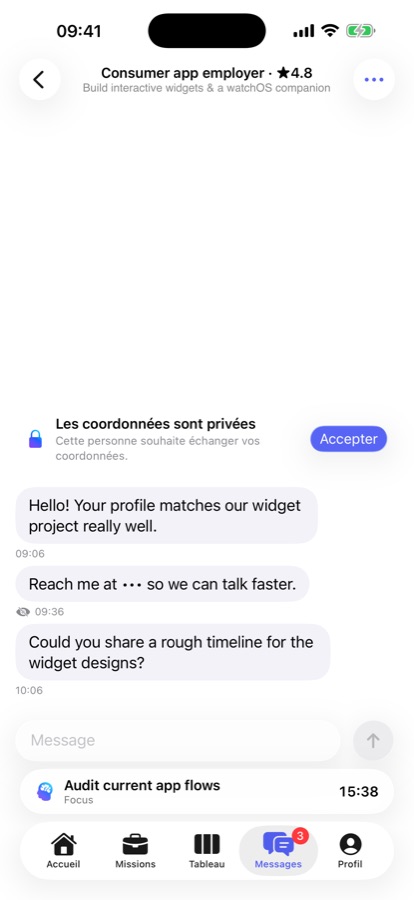 09:41
Consumer app employer · ★4.8
Build interactive widgets & a watchOS companion
Les coordonnées sont privées
Cette personne souhaite échanger vos
coordonnées.
Accepter
Hello! Your profile matches our widget
project really well.
09:06
Reach me at ••• so we can talk faster.
09:36
Could you share a rough timeline for the
widget designs?
10:06
Message
Audit current app flows
Focus
15:38
3
Accueil
Missions
Tableau
Messages
Profil